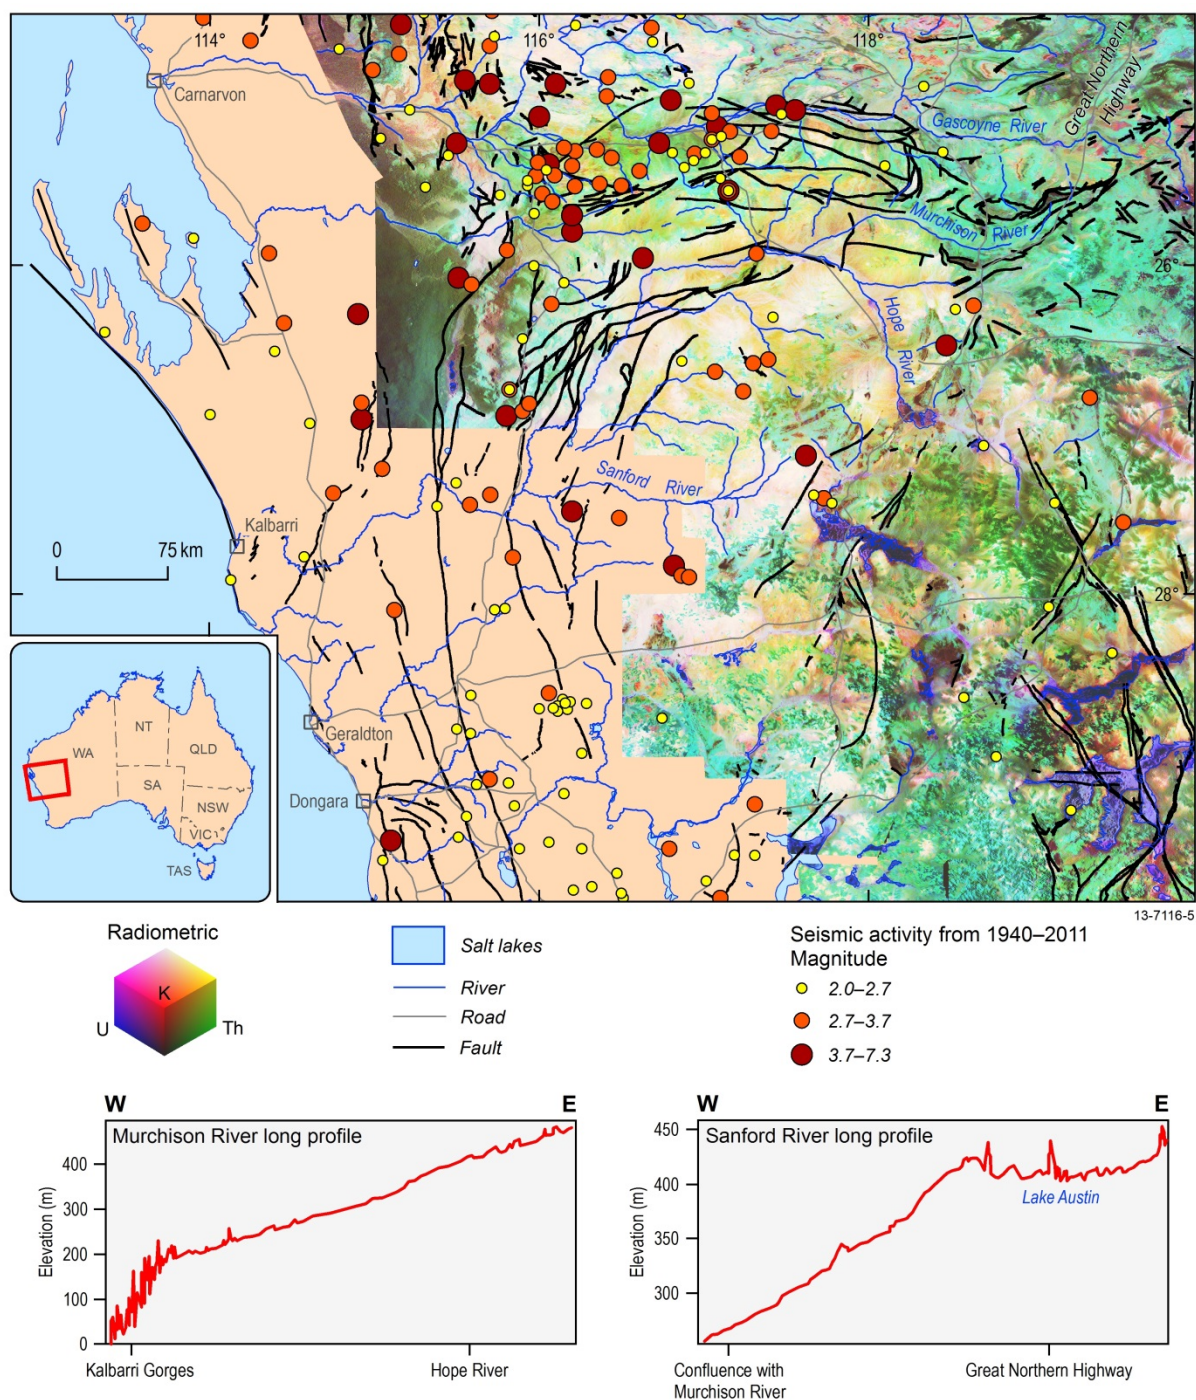 114°
116°
118°
Great Northern
Highway
Carnarvon
Gascoyne River
Murchison
River
26°
Hope
River
Sanford River
Kalbarri
0 75 km
28°
NT
WA
QLD
SA
NSW
VIC
TAS
Geraldton
Dongara
13-7116-5
Radiometric
K
U
Th
Salt lakes
River
Road
Fault
Seismic activity from 1940–2011
Magnitude
2.0–2.7
2.7–3.7
3.7–7.3
W E
Murchison River long profile
400
300
200
100
0
Elevation (m)
Kalbarri Gorges
Hope River
W E
Sanford River long profile
450
400
350
300
Elevation (m)
Lake Austin
Confluence with
Murchison River
Great Northern Highway